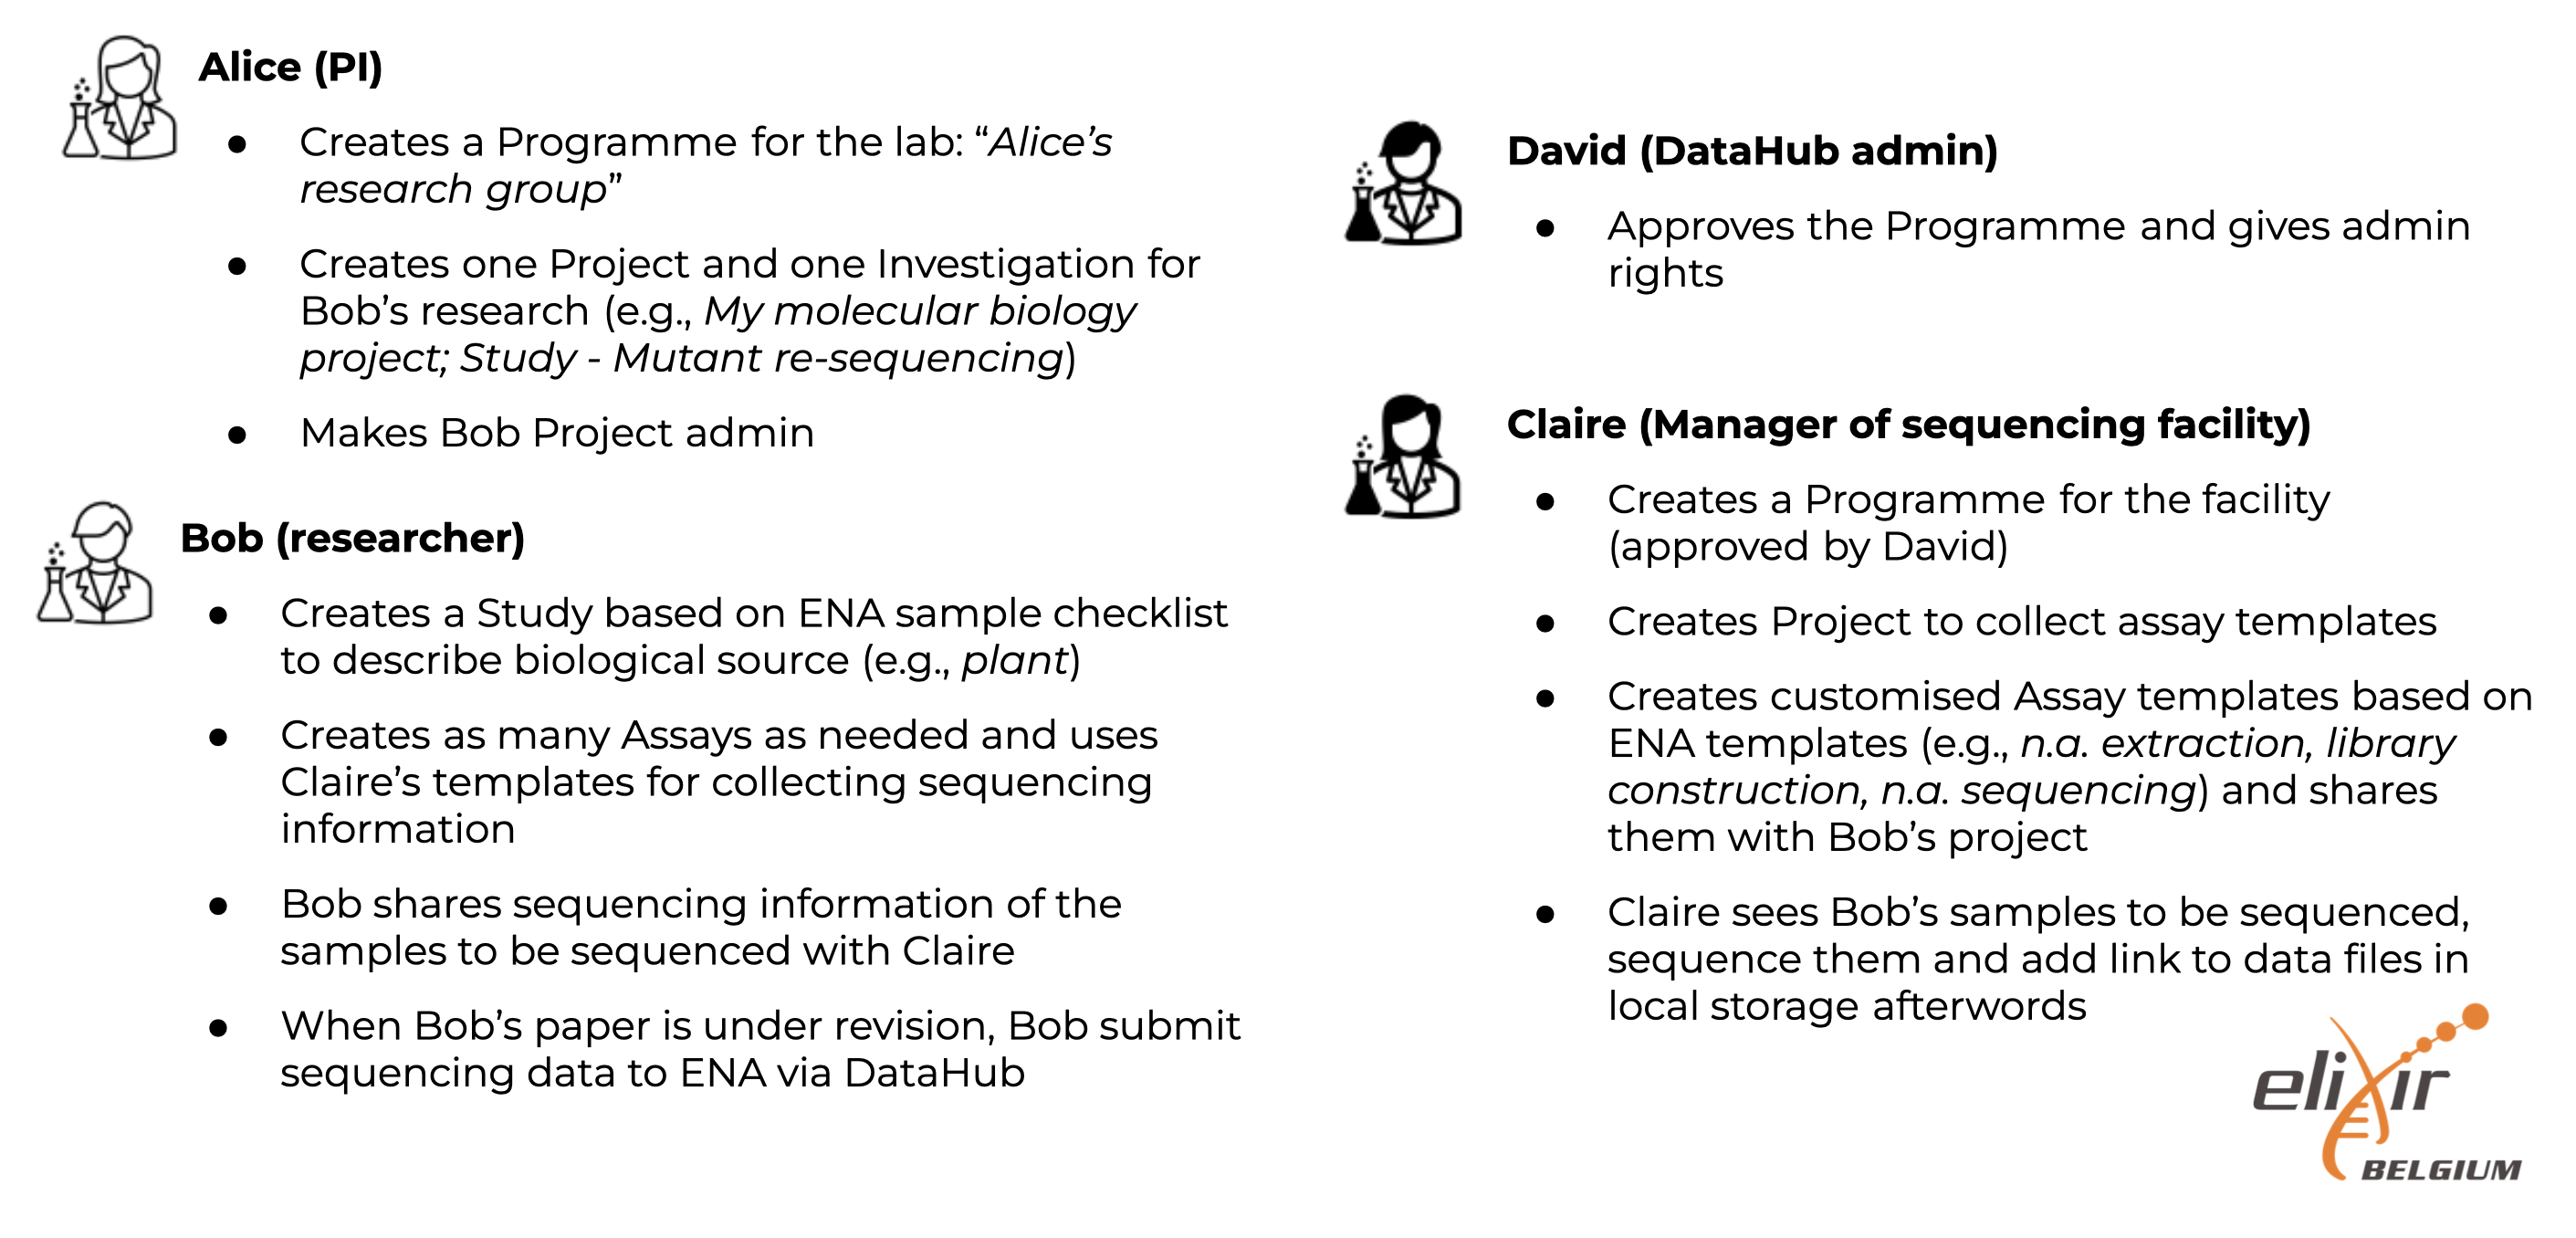 Alice (PI)
● Creates a Programme for the lab: “Alice’s
research group”
● Creates one Project and one Investigation for
Bob’s research (e.g., My molecular biology
project; Study - Mutant re-sequencing)
● Makes Bob Project admin
Bob (researcher)
● Creates a Study based on ENA sample checklist
to describe biological source (e.g., plant)
● Creates as many Assays as needed and uses
Claire’s templates for collecting sequencing
information
● Bob shares sequencing information of the
samples to be sequenced with Claire
● When Bob’s paper is under revision, Bob submit
sequencing data to ENA via DataHub
David (DataHub admin)
● Approves the Programme and gives admin
rights
Claire (Manager of sequencing facility)
● Creates a Programme for the facility
(approved by David)
● Creates Project to collect assay templates
● Creates customised Assay templates based on
ENA templates (e.g., n.a. extraction, library
construction, n.a. sequencing) and shares
them with Bob’s project
● Claire sees Bob’s samples to be sequenced,
sequence them and add link to data files in
local storage afterwords
elixir
BELGIUM